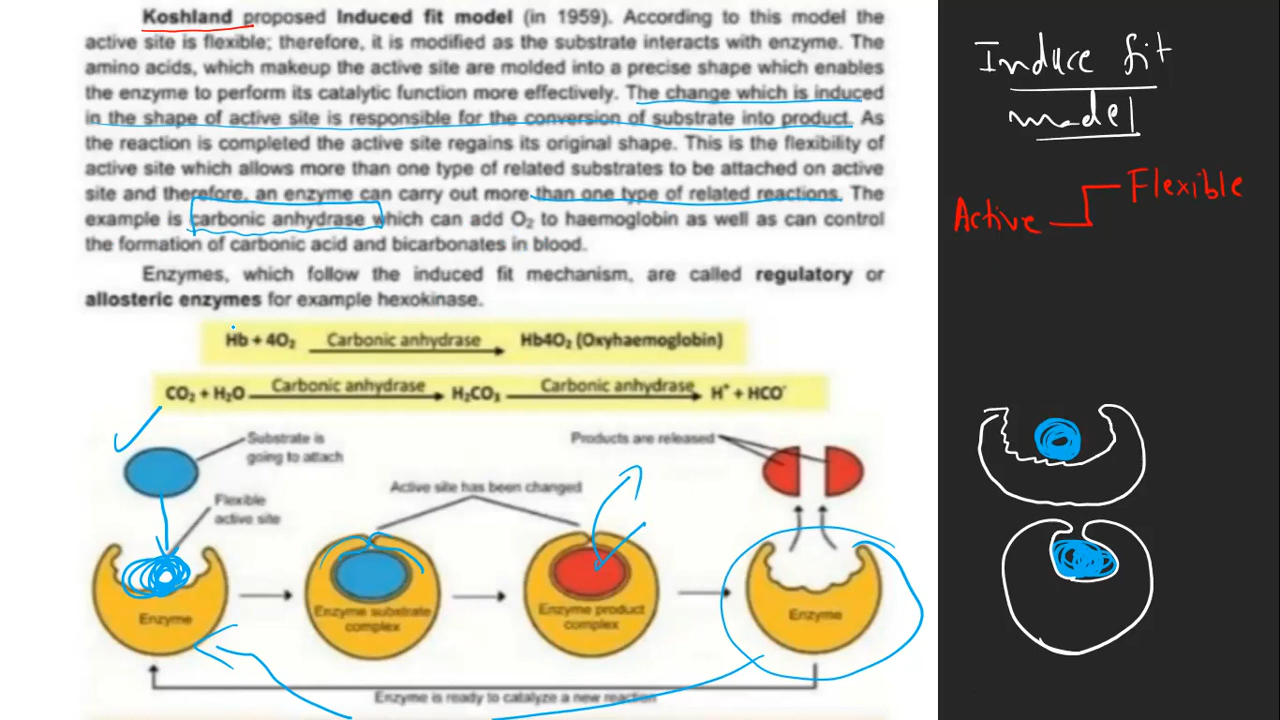 Koshland proposed Induced fit model (in 1959). According to this model the
active site is flexible; therefore, it is modified as the substrate interacts with enzyme. The
amino acids, which makeup the active site are molded into a precise shape which enables
the enzyme to perform its catalytic function more effectively. The change which is induced
in the shape of active site is responsible for the conversion of substrate into product. As
the reaction is completed the active site regains its original shape. This is the flexibility of
active site which allows more than one type of related substrates to be attached on active
site and therefore, an enzyme can carry out more than one type of related reactions. The
example is carbonic anhydrase which can add O₂ to haemoglobin as well as can control
the formation of carbonic acid and bicarbonates in blood.
Enzymes, which follow the induced fit mechanism, are called regulatory or
allosteric enzymes for example hexokinase.
Hb + 4O₂ Carbonic anhydrase Hb4O₂ (Oxyhaemoglobin)
CO₂ + H₂O Carbonic anhydrase H₂CO₃ Carbonic anhydrase H⁺ + HCO⁻
Substrate is
going to attach
Products are released
Active site has been changed
Flexible
active site
Enzyme
Enzyme substrate
complex
Enzyme product
complex
Enzyme
Enzyme is ready to catalyze a new reaction
Induce fit
model
Active
Flexible